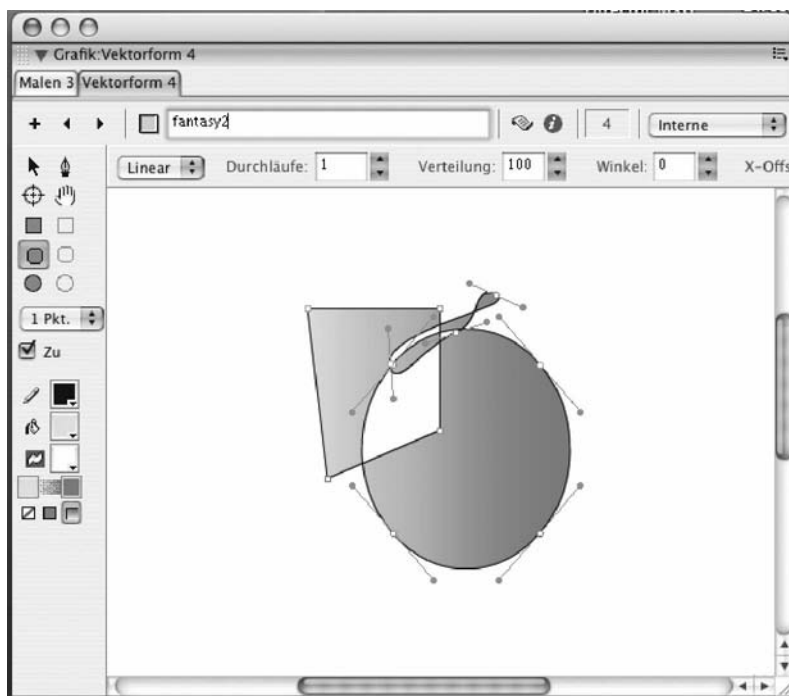 Grafik:Vektorform 4
Malen 3 Vektorform 4
fantasy2 4 Interne
Linear Durchläufe: 1 Verteilung: 100 Winkel: 0 X-Offs
1 Pkt.
Zu